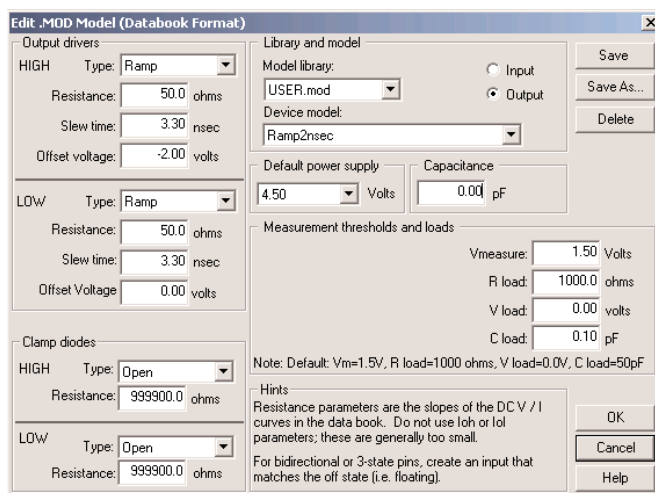 Edit .MOD Model (Databook Format)
Output drivers
HIGH Type: Ramp
Resistance: 50.0 ohms
Slew time: 3.30 nsec
Offset voltage: -2.00 volts
LOW Type: Ramp
Resistance: 50.0 ohms
Slew time: 3.30 nsec
Offset Voltage 0.00 volts
Clamp diodes
HIGH Type: Open
Resistance: 999900.0 ohms
LOW Type: Open
Resistance: 999900.0 ohms
Library and model
Model library:
USER.mod
Input
Output
Device model:
Ramp2nsec
Default power supply
4.50 Volts
Capacitance
0.00 pF
Measurement thresholds and loads
Vmeasure: 1.50 Volts
R load: 1000.0 ohms
V load: 0.00 volts
C load: 0.10 pF
Note: Default: Vm=1.5V, R load=1000 ohms, V load=0.0V, C load=50pF
Hints
Resistance parameters are the slopes of the DC V / I
curves in the data book. Do not use Ioh or Iol
parameters; these are generally too small.
For bidirectional or 3-state pins, create an input that
matches the off state (i.e. floating).
Save
Save As...
Delete
OK
Cancel
Help